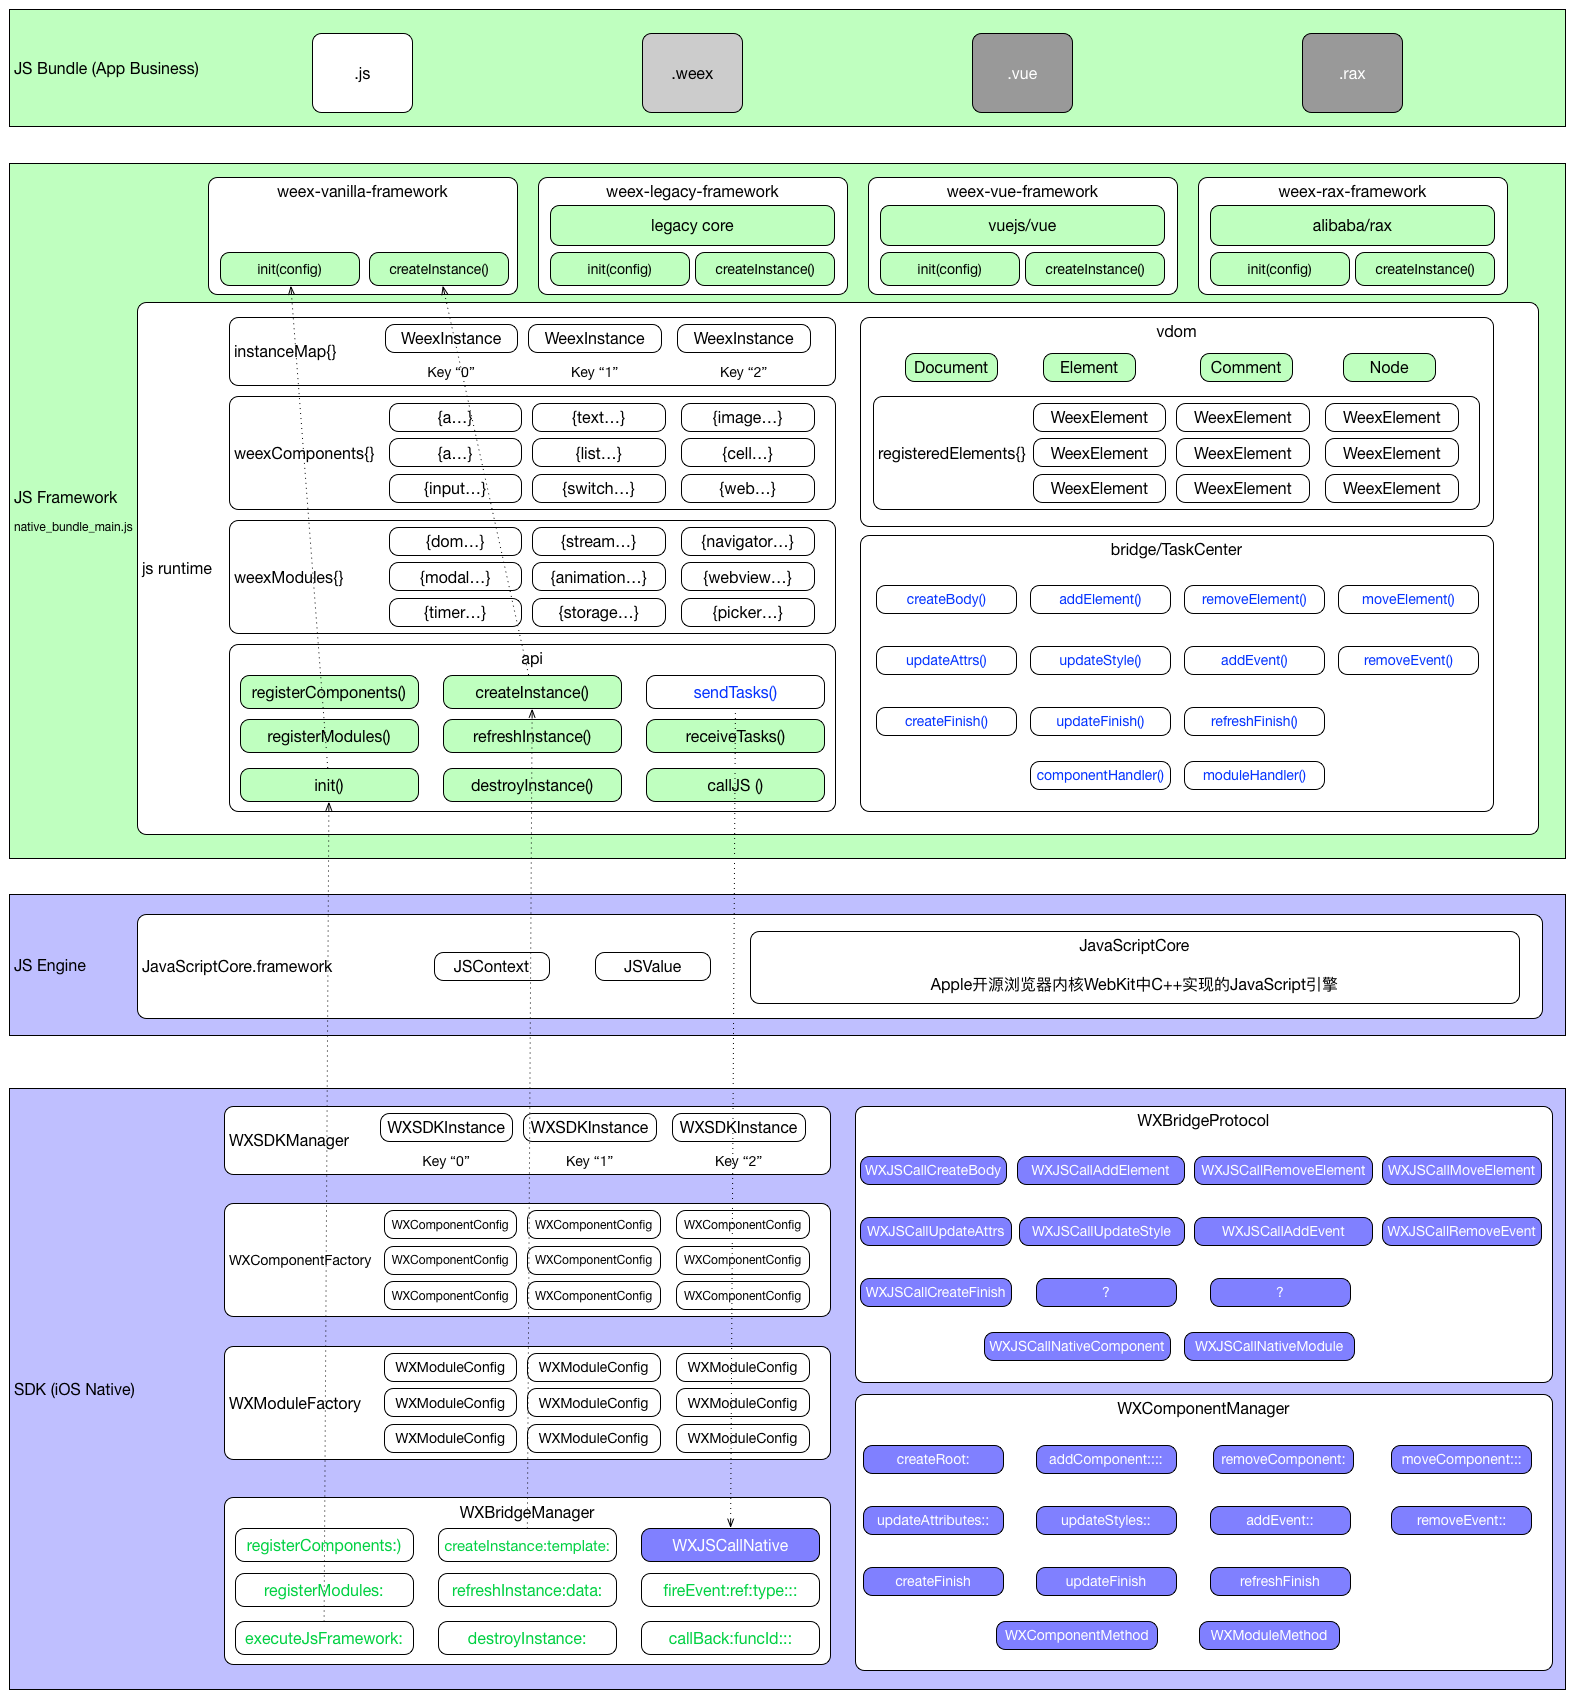 JS Bundle (App Business)
.js
.weex
.vue
.rax
weex-vanilla-framework
init(config)
createInstance()
weex-legacy-framework
legacy core
init(config)
createInstance()
weex-vue-framework
vuejs/vue
init(config)
createInstance()
weex-rax-framework
alibaba/rax
init(config)
createInstance()
JS Framework
native_bundle_main.js
js runtime
instanceMap{}
WeexInstance
WeexInstance
WeexInstance
Key “0”
Key “1”
Key “2”
weexComponents{}
{a...}
{text...}
{image...}
{a...}
{list...}
{cell...}
{input...}
{switch...}
{web...}
weexModules{}
{dom...}
{stream...}
{navigator...}
{modal...}
{animation...}
{webview...}
{timer...}
{storage...}
{picker...}
api
registerComponents()
createInstance()
sendTasks()
registerModules()
refreshInstance()
receiveTasks()
init()
destroyInstance()
callJS ()
vdom
Document
Element
Comment
Node
registeredElements{}
WeexElement
WeexElement
WeexElement
WeexElement
WeexElement
WeexElement
WeexElement
WeexElement
WeexElement
bridge/TaskCenter
createBody()
addElement()
removeElement()
moveElement()
updateAttrs()
updateStyle()
addEvent()
removeEvent()
createFinish()
updateFinish()
refreshFinish()
componentHandler()
moduleHandler()
JS Engine
JavaScriptCore.framework
JSContext
JSValue
JavaScriptCore
Apple开源浏览器内核WebKit中C++实现的JavaScript引擎
SDK (iOS Native)
WXSDKManager
WXSDKInstance
WXSDKInstance
WXSDKInstance
Key “0”
Key “1”
Key “2”
WXComponentFactory
WXComponentConfig
WXComponentConfig
WXComponentConfig
WXComponentConfig
WXComponentConfig
WXComponentConfig
WXComponentConfig
WXComponentConfig
WXComponentConfig
WXModuleFactory
WXModuleConfig
WXModuleConfig
WXModuleConfig
WXModuleConfig
WXModuleConfig
WXModuleConfig
WXModuleConfig
WXModuleConfig
WXModuleConfig
WXBridgeManager
registerComponents:)
createInstance:template:
WXJSCallNative
registerModules:
refreshInstance:data:
fireEvent:ref:type:::
executeJsFramework:
destroyInstance:
callBack:funcId:::
WXBridgeProtocol
WXJSCallCreateBody
WXJSCallAddElement
WXJSCallRemoveElement
WXJSCallMoveElement
WXJSCallUpdateAttrs
WXJSCallUpdateStyle
WXJSCallAddEvent
WXJSCallRemoveEvent
WXJSCallCreateFinish
?
?
WXJSCallNativeComponent
WXJSCallNativeModule
WXComponentManager
createRoot:
addComponent::::
removeComponent:
moveComponent:::
updateAttributes::
updateStyles::
addEvent::
removeEvent::
createFinish
updateFinish
refreshFinish
WXComponentMethod
WXModuleMethod